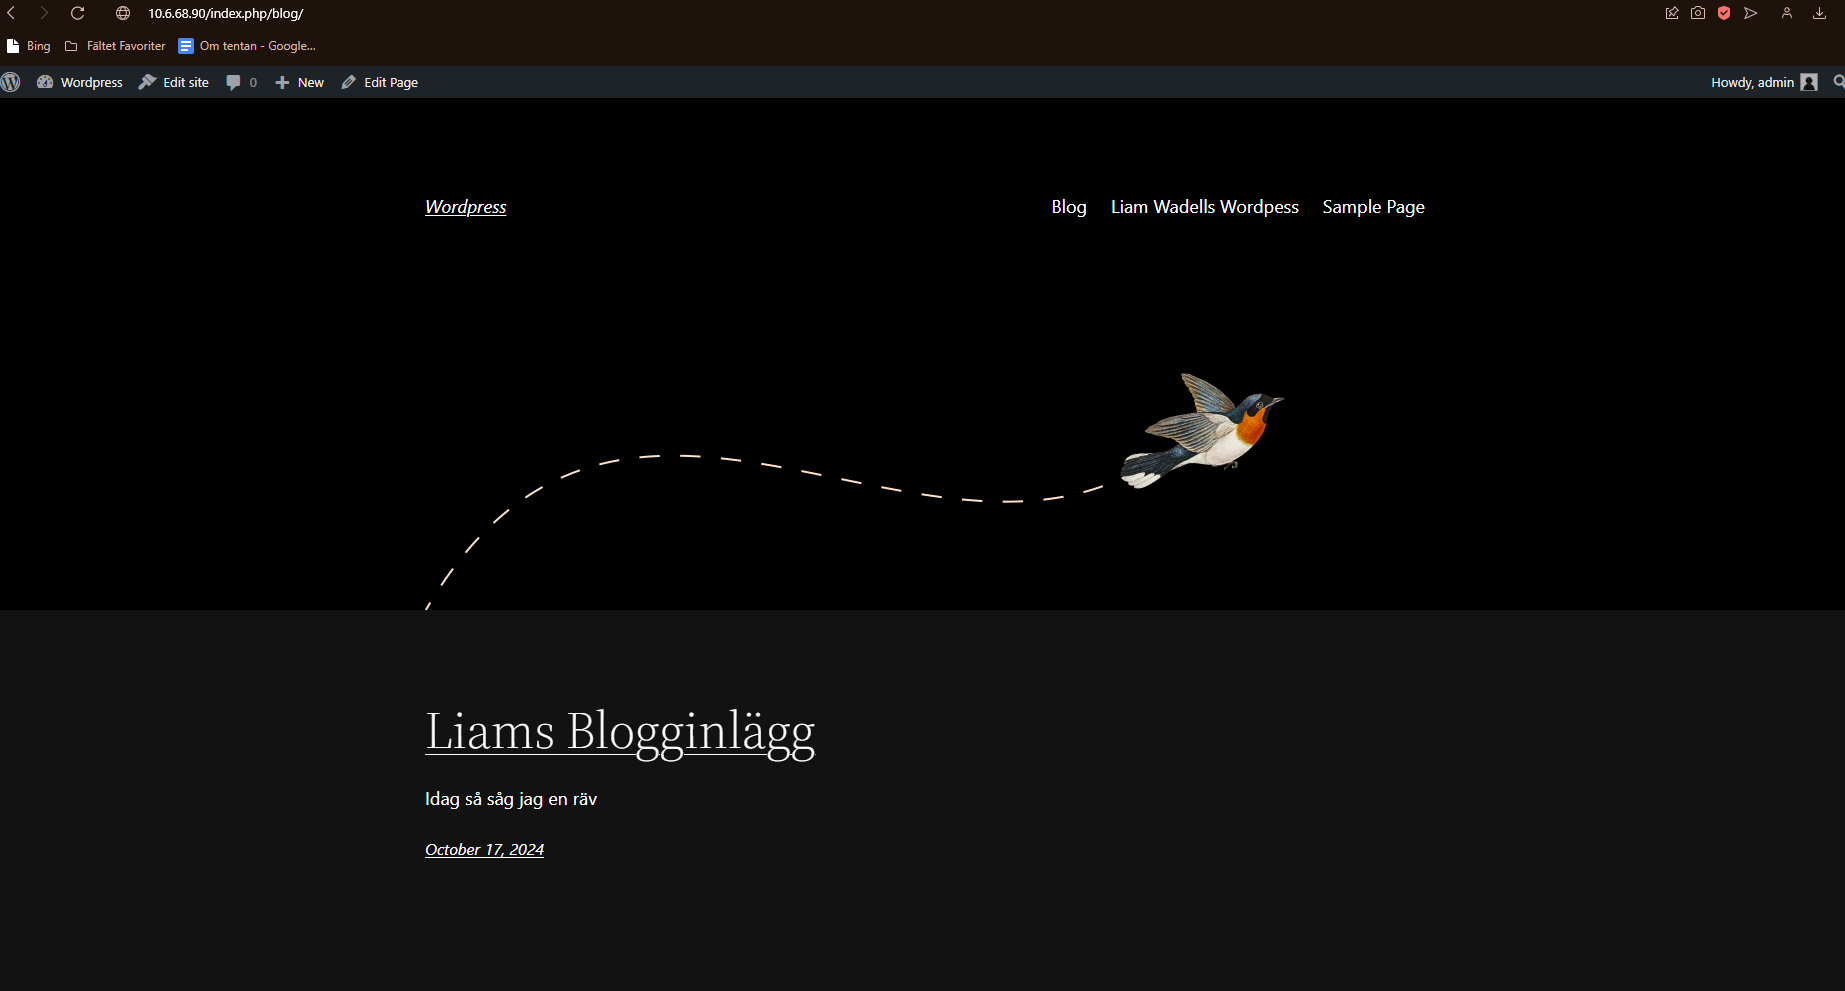 10.6.68.90/index.php/blog/
Bing Fältet Favoriter Om tentan - Google...
Wordpress Edit site 0 New Edit Page Howdy, admin
Wordpress Blog Liam Wadells Wordpess Sample Page
Liams Blogginlägg
Idag så såg jag en räv
October 17, 2024